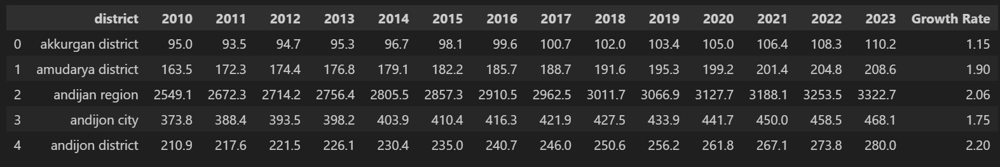 district 2010 2011 2012 2013 2014 2015 2016 2017 2018 2019 2020 2021 2022 2023 Growth Rate
0 akkurgan district 95.0 93.5 94.7 95.3 96.7 98.1 99.6 100.7 102.0 103.4 105.0 106.4 108.3 110.2 1.15
1 amudarya district 163.5 172.3 174.4 176.8 179.1 182.2 185.7 188.7 191.6 195.3 199.2 201.4 204.8 208.6 1.90
2 andijan region 2549.1 2672.3 2714.2 2756.4 2805.5 2857.3 2910.5 2962.5 3011.7 3066.9 3127.7 3188.1 3253.5 3322.7 2.06
3 andijon city 373.8 388.4 393.5 398.2 403.9 410.4 416.3 421.9 427.5 433.9 441.7 450.0 458.5 468.1 1.75
4 andijon district 210.9 217.6 221.5 226.1 230.4 235.0 240.7 246.0 250.6 256.2 261.8 267.1 273.8 280.0 2.20